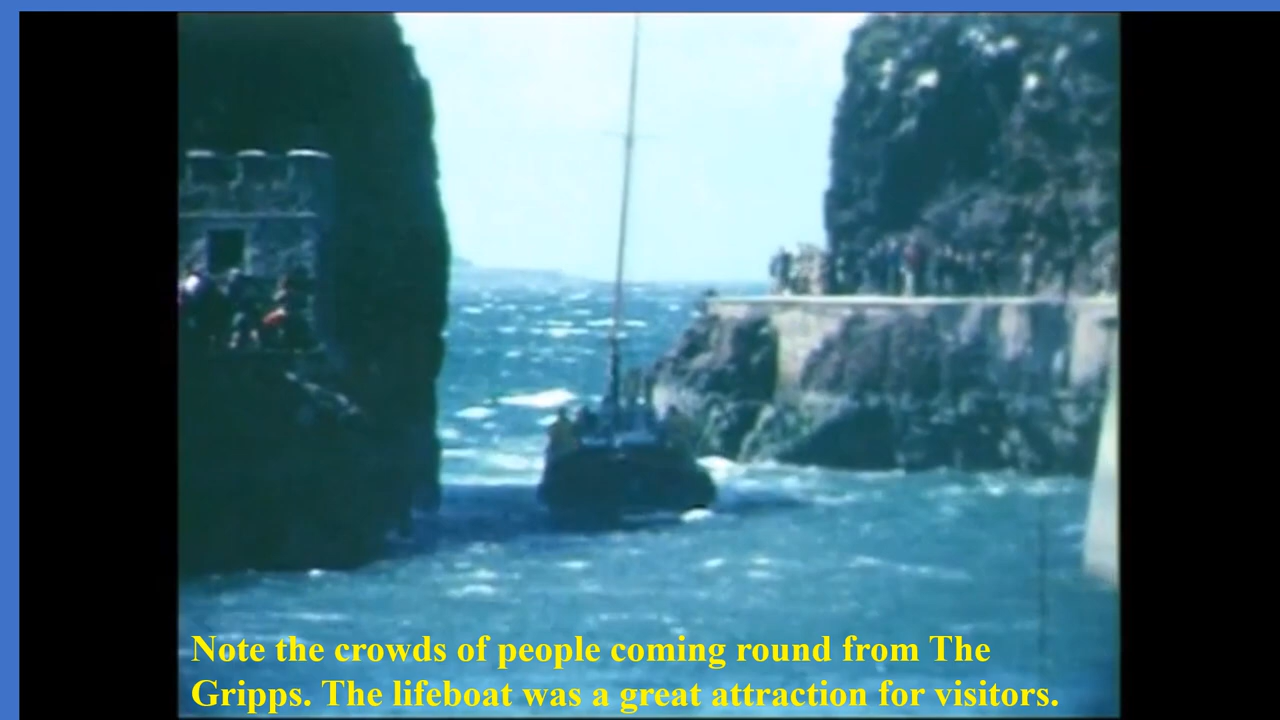 Note the crowds of people coming round from The
Gripps. The lifeboat was a great attraction for visitors.